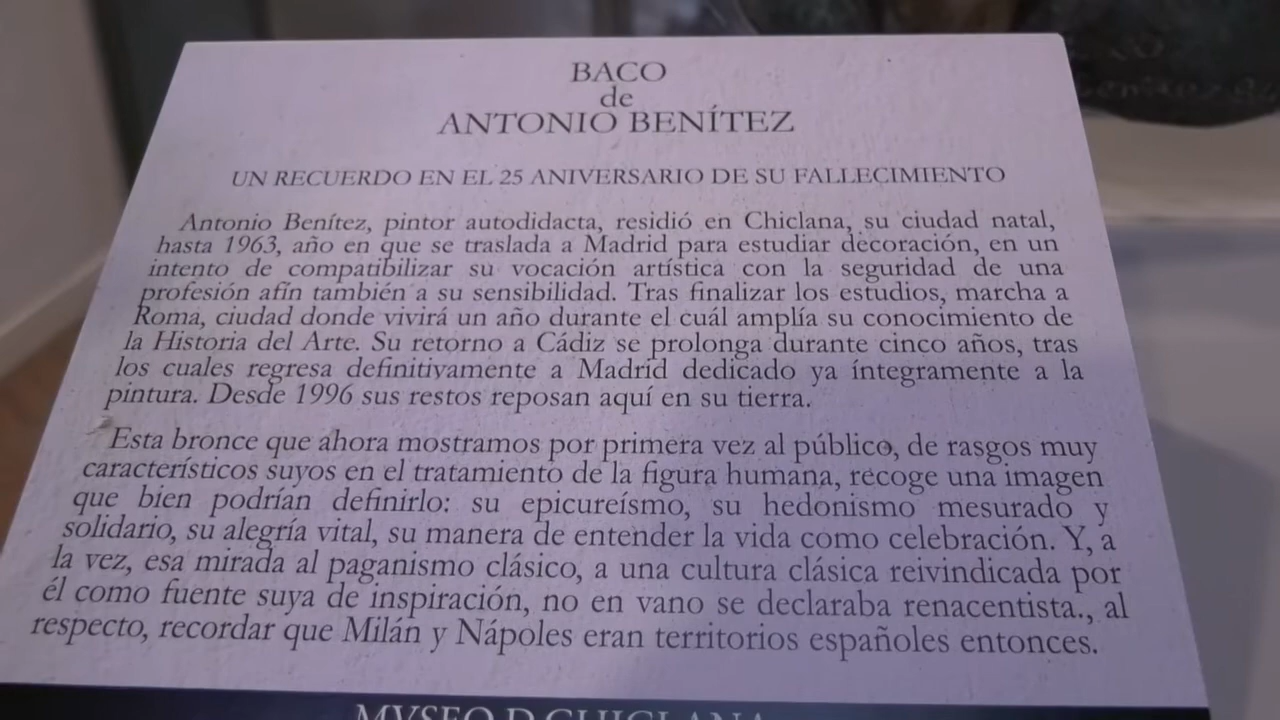 BACO
de
ANTONIO BENÍTEZ
UN RECUERDO EN EL 25 ANIVERSARIO DE SU FALLECIMIENTO
Antonio Benítez, pintor autodidacta, residió en Chiclana, su ciudad natal,
hasta 1963, año en que se traslada a Madrid para estudiar decoración, en un
intento de compatibilizar su vocación artística con la seguridad de una
profesión afín también a su sensibilidad. Tras finalizar los estudios, marcha a
Roma, ciudad donde vivirá un año durante el cuál amplía su conocimiento de
la Historia del Arte. Su retorno a Cádiz se prolonga durante cinco años, tras
los cuales regresa definitivamente a Madrid dedicado ya íntegramente a la
pintura. Desde 1996 sus restos reposan aquí en su tierra.
Esta bronce que ahora mostramos por primera vez al público, de rasgos muy
característicos suyos en el tratamiento de la figura humana, recoge una imagen
que bien podrían definirlo: su epicureísmo, su hedonismo mesurado y
solidario, su alegría vital, su manera de entender la vida como celebración. Y, a
la vez, esa mirada al paganismo clásico, a una cultura clásica reivindicada por
él como fuente suya de inspiración, no en vano se declaraba renacentista., al
respecto, recordar que Milán y Nápoles eran territorios españoles entonces.
MVSEO D CHICLANA